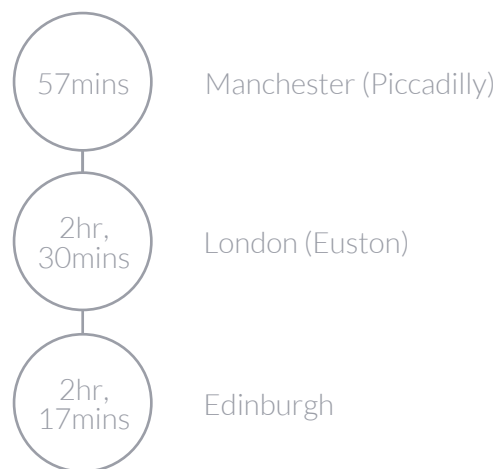 57mins
Manchester (Piccadilly)
2hr,
30mins
London (Euston)
2hr,
17mins
Edinburgh